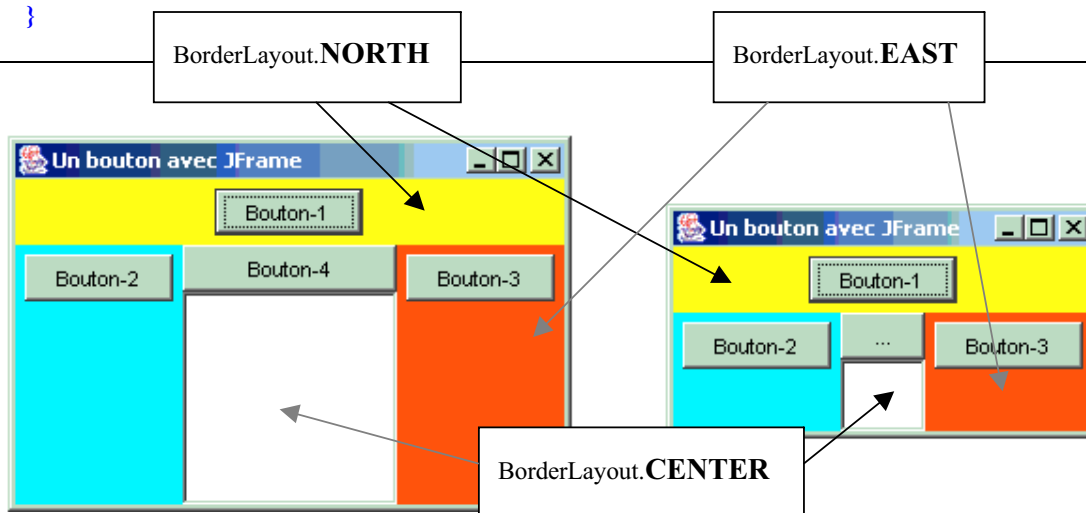 }
BorderLayout.NORTH
BorderLayout.EAST
Un bouton avec JFrame
Bouton-1
Bouton-2
Bouton-4
Bouton-3
Un bouton avec JFrame
Bouton-1
Bouton-2
...
Bouton-3
BorderLayout.CENTER